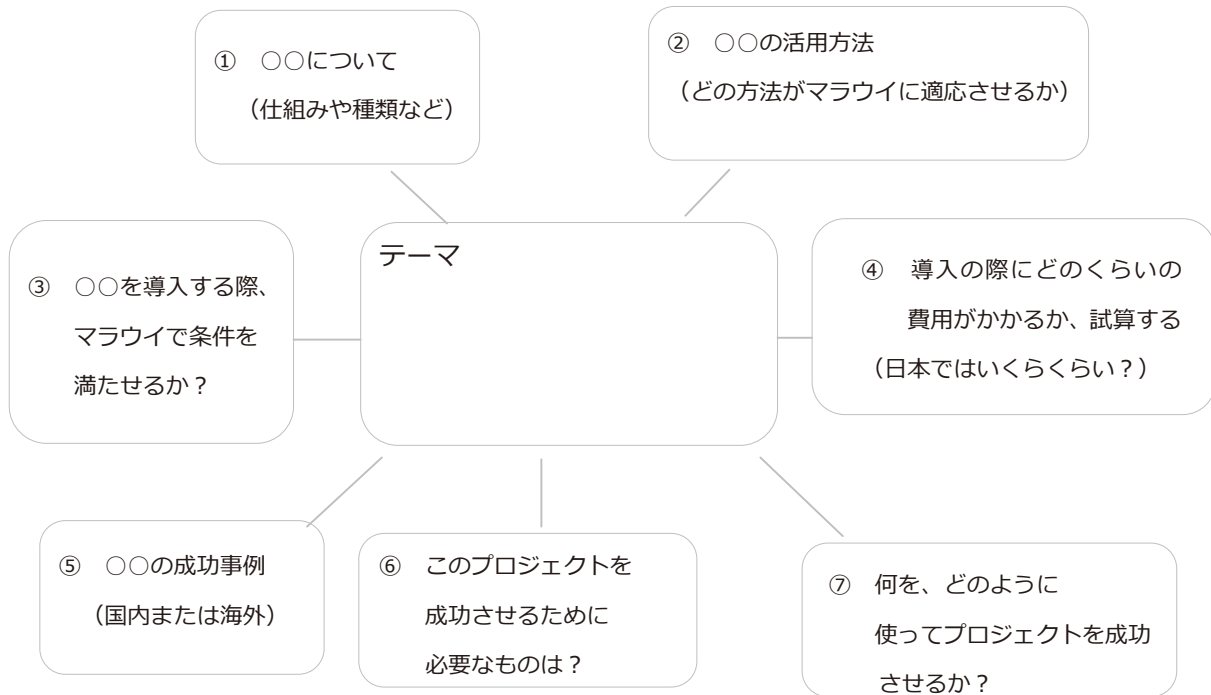 ① ○○について
（仕組みや種類など）
② ○○の活用方法
（どの方法がマラウイに適応させるか）
テーマ
③ ○○を導入する際、
マラウイで条件を
満たせるか？
④ 導入の際にどのくらいの
費用がかかるか、試算する
（日本ではいくらくらい？）
⑤ ○○の成功事例
（国内または海外）
⑥ このプロジェクトを
成功させるために
必要なものは？
⑦ 何を、どのように
使ってプロジェクトを成功
させるか？